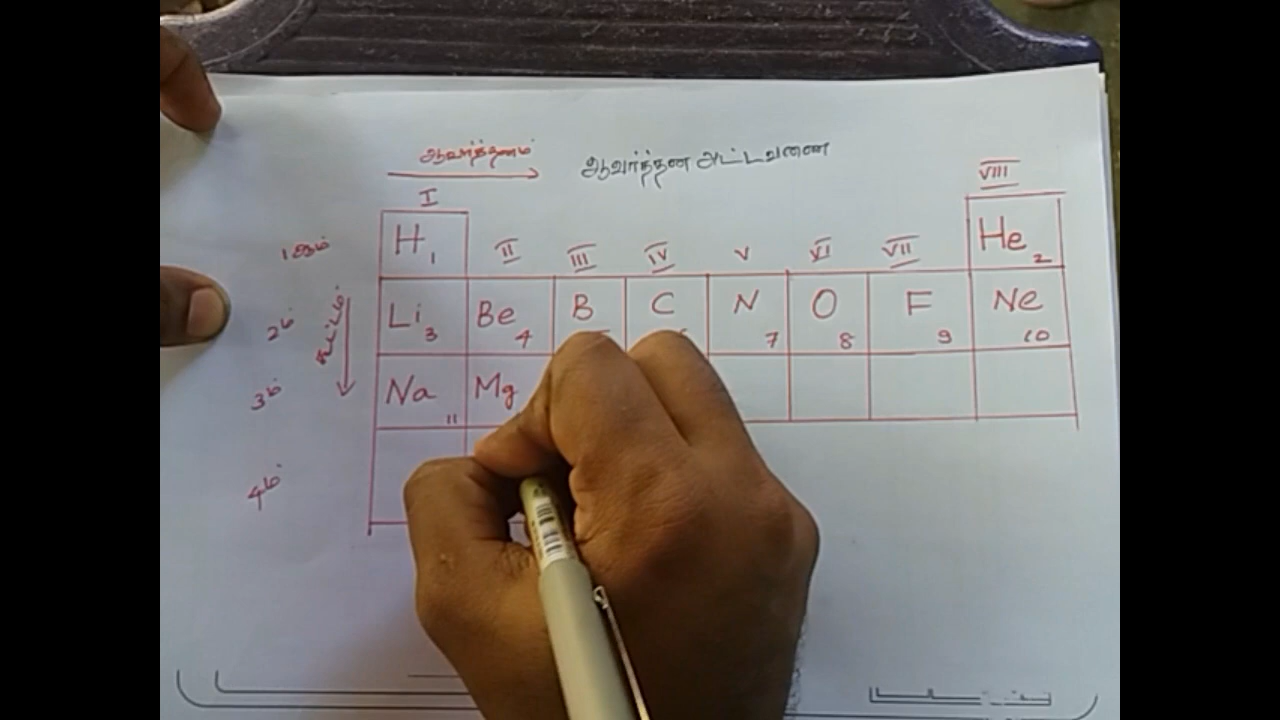 ஆவர்த்தனம்
ஆவர்த்தன அட்டவணை
VIII
I
1ஆம்
H 1
II
III
IV
V
VI
VII
He 2
2ம்
கூட்டம்
Li 3
Be 4
B
C
N 7
O 8
F 9
Ne 10
3ம்
Na 11
Mg
4ம்